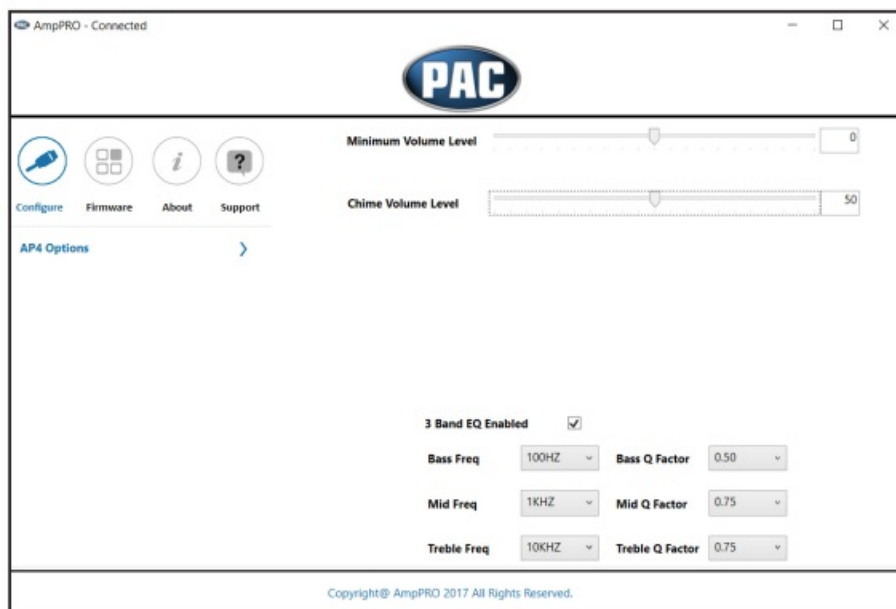 AmpPRO - Connected
PAC
Minimum Volume Level 0
Configure Firmware About Support
Chime Volume Level 50
AP4 Options
3 Band EQ Enabled
Bass Freq 100HZ Bass Q Factor 0.50
Mid Freq 1KHZ Mid Q Factor 0.75
Treble Freq 10KHZ Treble Q Factor 0.75
Copyright@ AmpPRO 2017 All Rights Reserved.